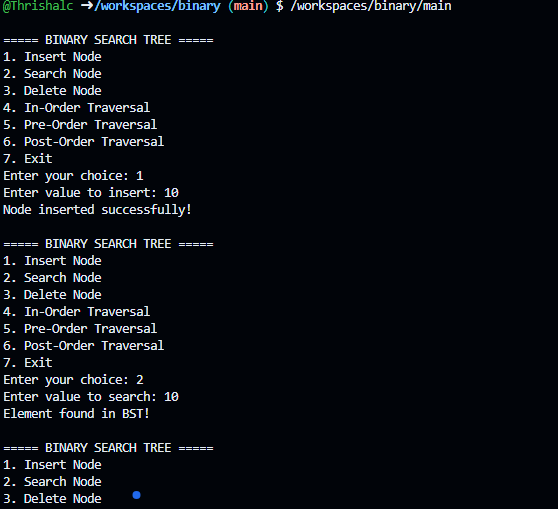 @Thrishalc ➜/workspaces/binary (main) $ /workspaces/binary/main
===== BINARY SEARCH TREE =====
1. Insert Node
2. Search Node
3. Delete Node
4. In-Order Traversal
5. Pre-Order Traversal
6. Post-Order Traversal
7. Exit
Enter your choice: 1
Enter value to insert: 10
Node inserted successfully!
===== BINARY SEARCH TREE =====
1. Insert Node
2. Search Node
3. Delete Node
4. In-Order Traversal
5. Pre-Order Traversal
6. Post-Order Traversal
7. Exit
Enter your choice: 2
Enter value to search: 10
Element found in BST!
===== BINARY SEARCH TREE =====
1. Insert Node
2. Search Node
3. Delete Node